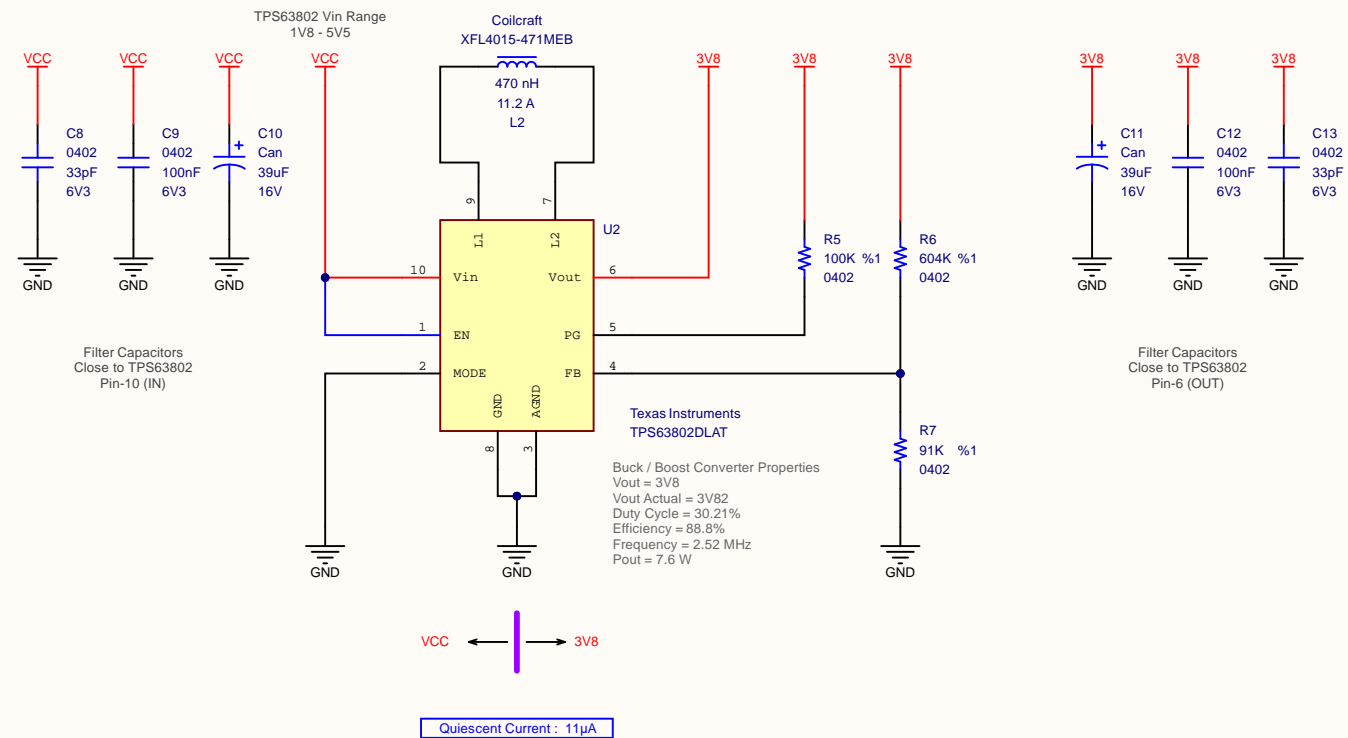 TPS63802 Vin Range
1V8 - 5V5
Coilcraft
XFL4015-471MEB
470 nH
11.2 A
L2
VCC
VCC
VCC
VCC
3V8
3V8
3V8
3V8
3V8
3V8
C8
0402
33pF
6V3
C9
0402
100nF
6V3
C10
Can
39uF
16V
+
GND
GND
GND
Filter Capacitors
Close to TPS63802
Pin-10 (IN)
U2
9
7
L1
L2
10
Vin
Vout
6
1
EN
PG
5
2
MODE
FB
4
GND
AGND
8
3
Texas Instruments
TPS63802DLAT
R5
100K %1
0402
R6
604K %1
0402
R7
91K %1
0402
C11
Can
39uF
16V
+
C12
0402
100nF
6V3
C13
0402
33pF
6V3
GND
GND
GND
Filter Capacitors
Close to TPS63802
Pin-6 (OUT)
Buck / Boost Converter Properties
Vout = 3V8
Vout Actual = 3V82
Duty Cycle = 30.21%
Efficiency = 88.8%
Frequency = 2.52 MHz
Pout = 7.6 W
GND
GND
GND
VCC
3V8
Quiescent Current : 11µA